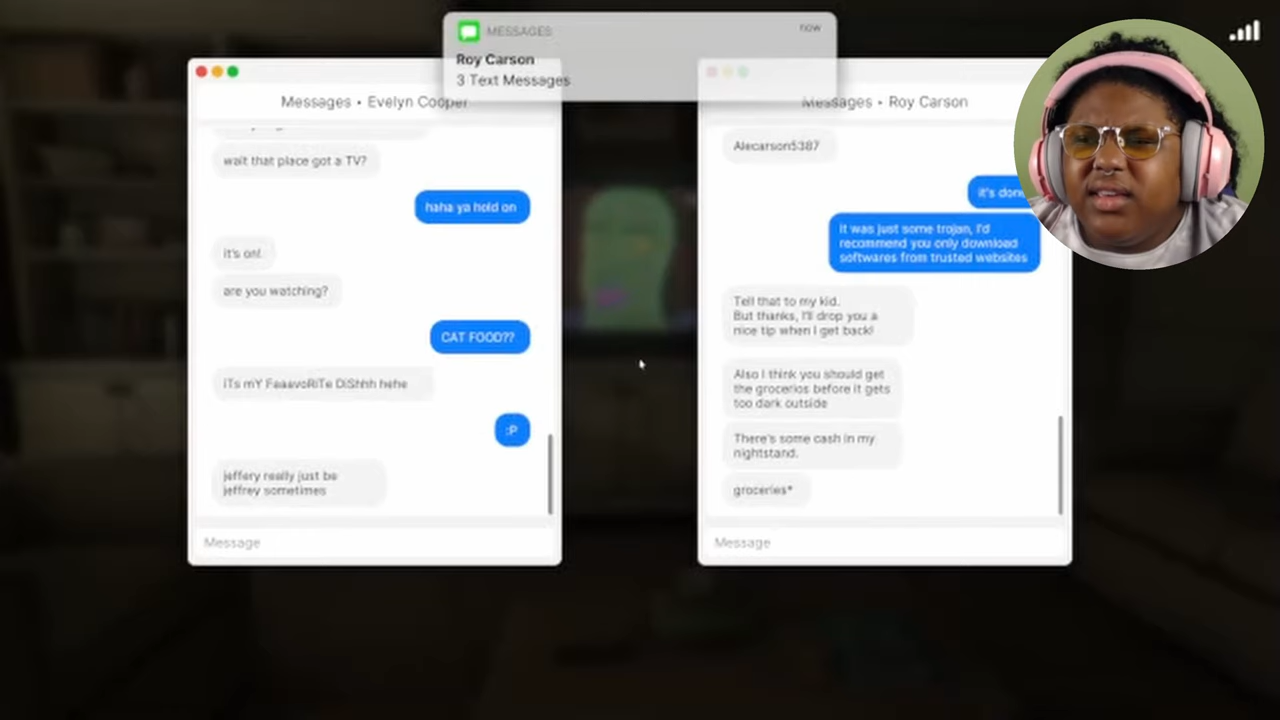 MESSAGES
now
Roy Carson
3 Text Messages
Messages • Evelyn Cooper
wait that place got a TV?
haha ya hold on
it's on!
are you watching?
CAT FOOD??
iTs mY FaaavoRiTe DiShhh hehe
:P
jeffery really just be
jeffrey sometimes
Message
Messages • Roy Carson
Alecarson5387
it's done
It was just some trojan, I'd
recommend you only download
softwares from trusted websites
Tell that to my kid.
But thanks, I'll drop you a
nice tip when I get back!
Also I think you should get
the grocerios before it gets
too dark outside
There's some cash in my
nightstand.
groceries*
Message